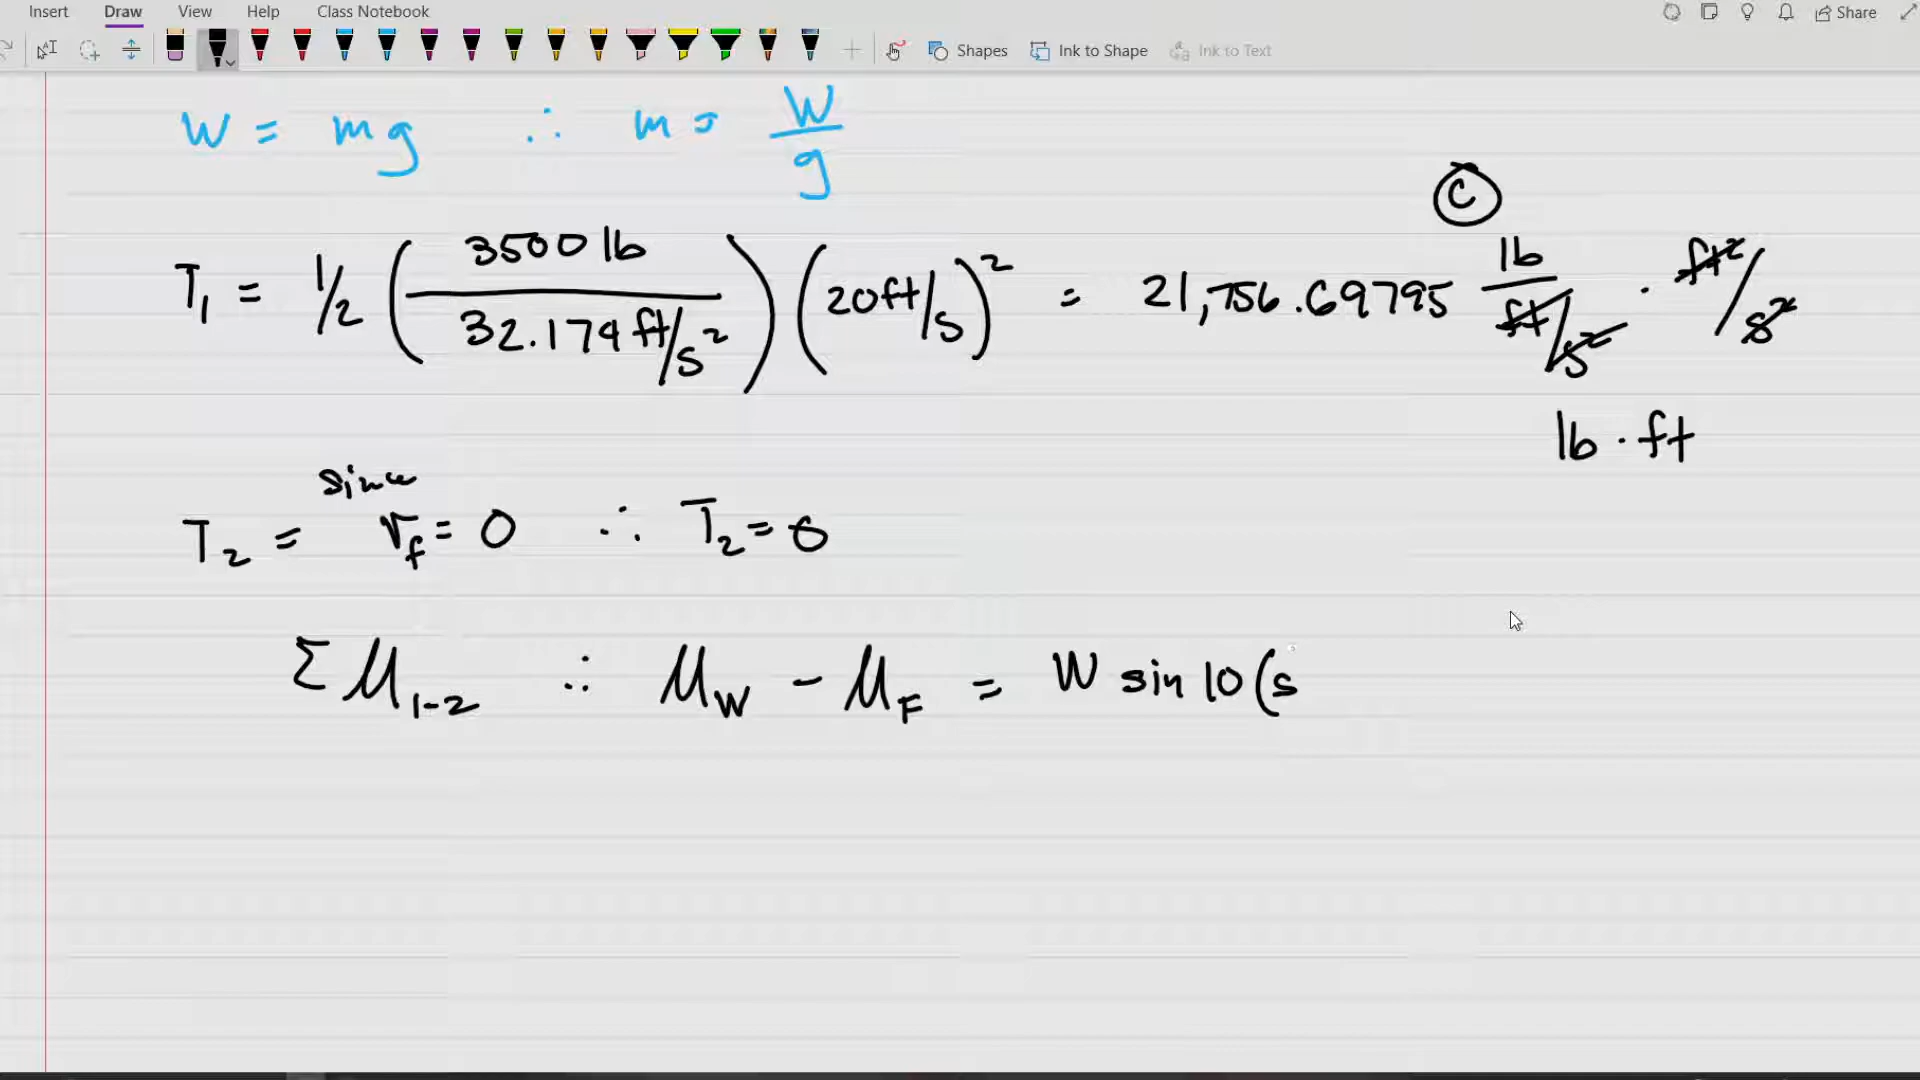 Insert Draw View Help Class Notebook Share
Shapes Ink to Shape Ink to Text
W = mg ∴ m = W/g
C
T₁ = 1/2 (3500 lb / 32.174 ft/s²) (20 ft/s)² = 21,756.69795 lb/ft/s² · ft²/s²
lb · ft
since
T₂ = v_f = 0 ∴ T₂ = 0
Σ U₁₋₂ ∴ U_W - U_F = W sin 10 (s